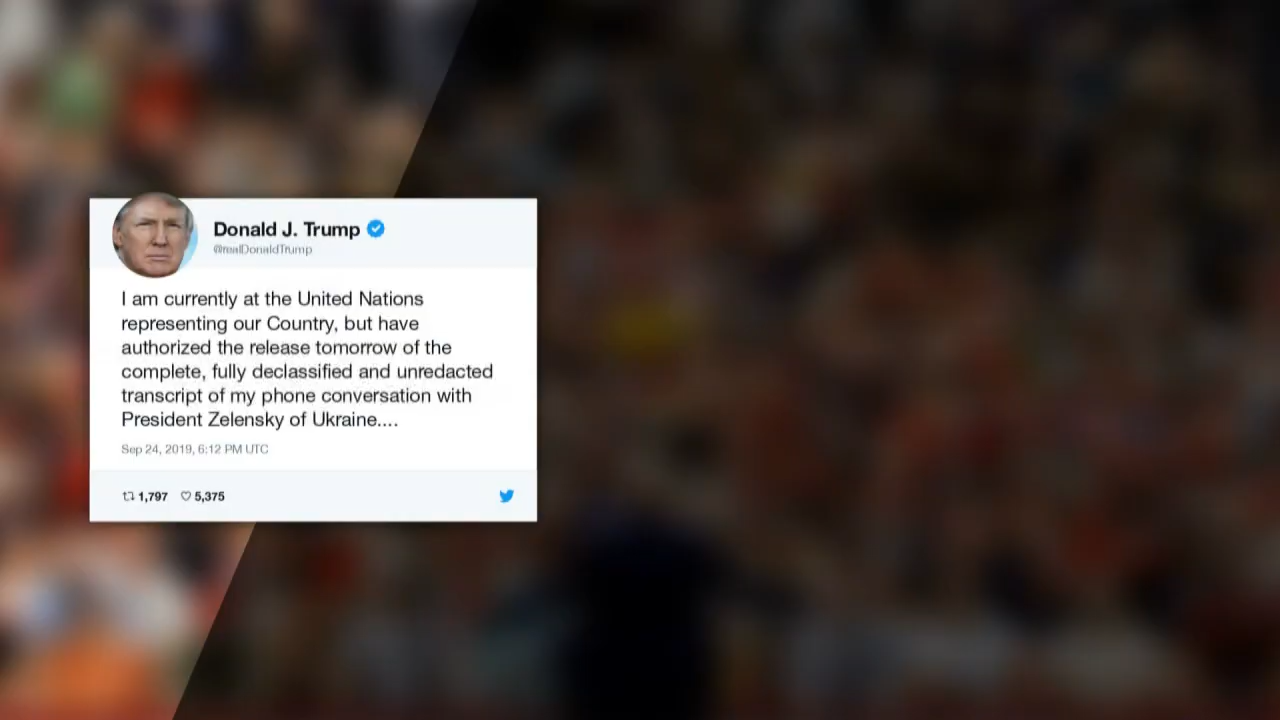 Donald J. Trump
@realDonaldTrump
I am currently at the United Nations
representing our Country, but have
authorized the release tomorrow of the
complete, fully declassified and unredacted
transcript of my phone conversation with
President Zelensky of Ukraine....
Sep 24, 2019, 6:12 PM UTC
1,797 5,375